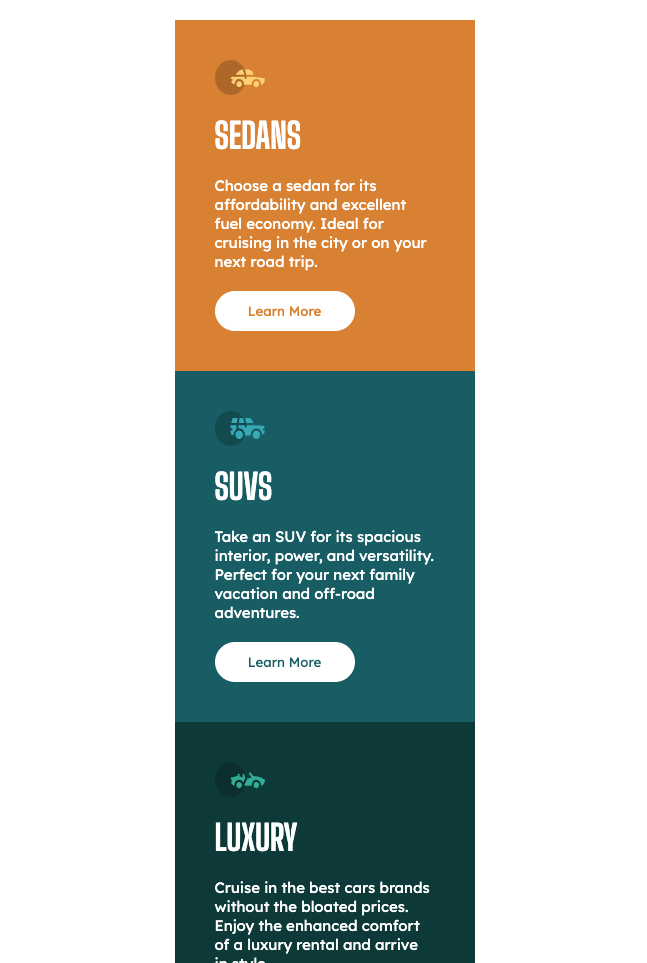 SEDANS
Choose a sedan for its
affordability and excellent
fuel economy. Ideal for
cruising in the city or on your
next road trip.
Learn More
SUVS
Take an SUV for its spacious
interior, power, and versatility.
Perfect for your next family
vacation and off-road
adventures.
Learn More
LUXURY
Cruise in the best cars brands
without the bloated prices.
Enjoy the enhanced comfort
of a luxury rental and arrive
in style